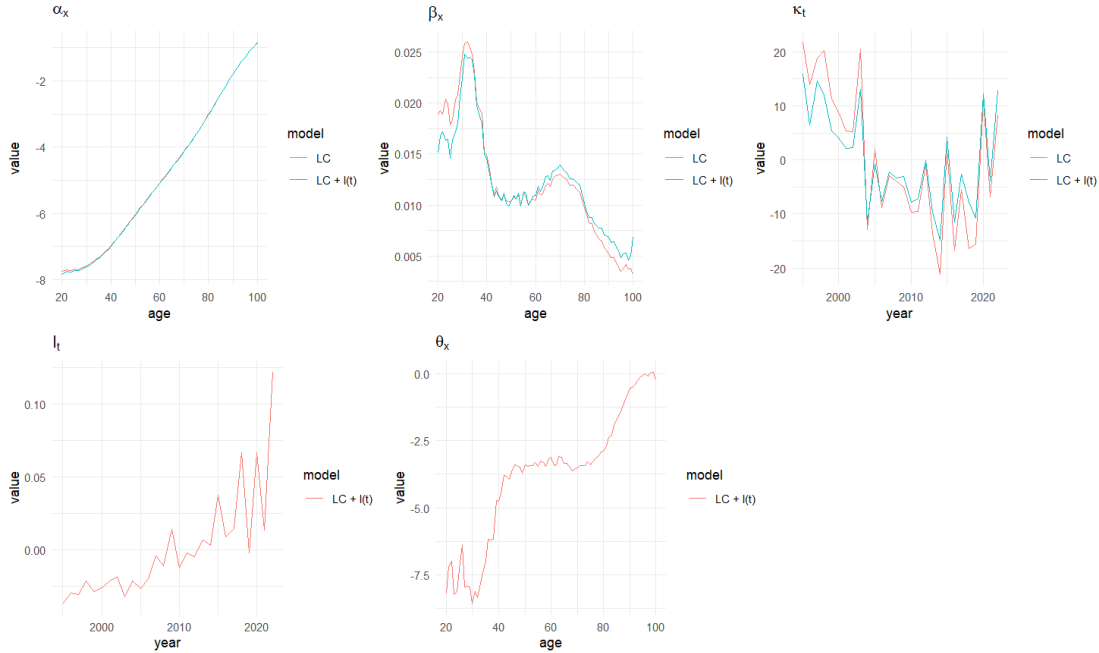 αx
βx
κt
value
-2
-4
-6
-8
20
40
60
80
100
age
model
LC
LC + I(t)
value
0.025
0.020
0.015
0.010
0.005
20
40
60
80
100
age
model
LC
LC + I(t)
value
20
10
0
-10
-20
2000
2010
2020
year
model
LC
LC + I(t)
It
θx
value
0.10
0.05
0.00
2000
2010
2020
year
model
LC + I(t)
value
0.0
-2.5
-5.0
-7.5
20
40
60
80
100
age
model
LC + I(t)